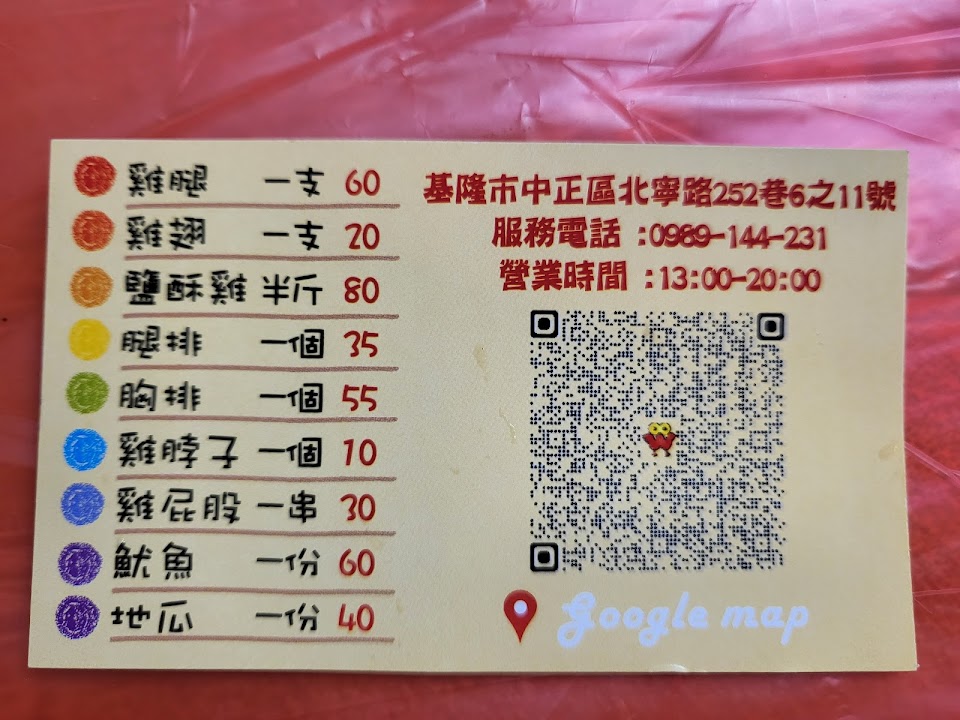 雞腿 一支 60
雞翅 一支 20
鹽酥雞 半斤 80
腿排 一個 35
胸排 一個 55
雞脖子 一個 10
雞屁股 一串 30
魷魚 一份 60
地瓜 一份 40
基隆市中正區北寧路252巷6之11號
服務電話 :0989-144-231
營業時間 :13:00-20:00
Google map